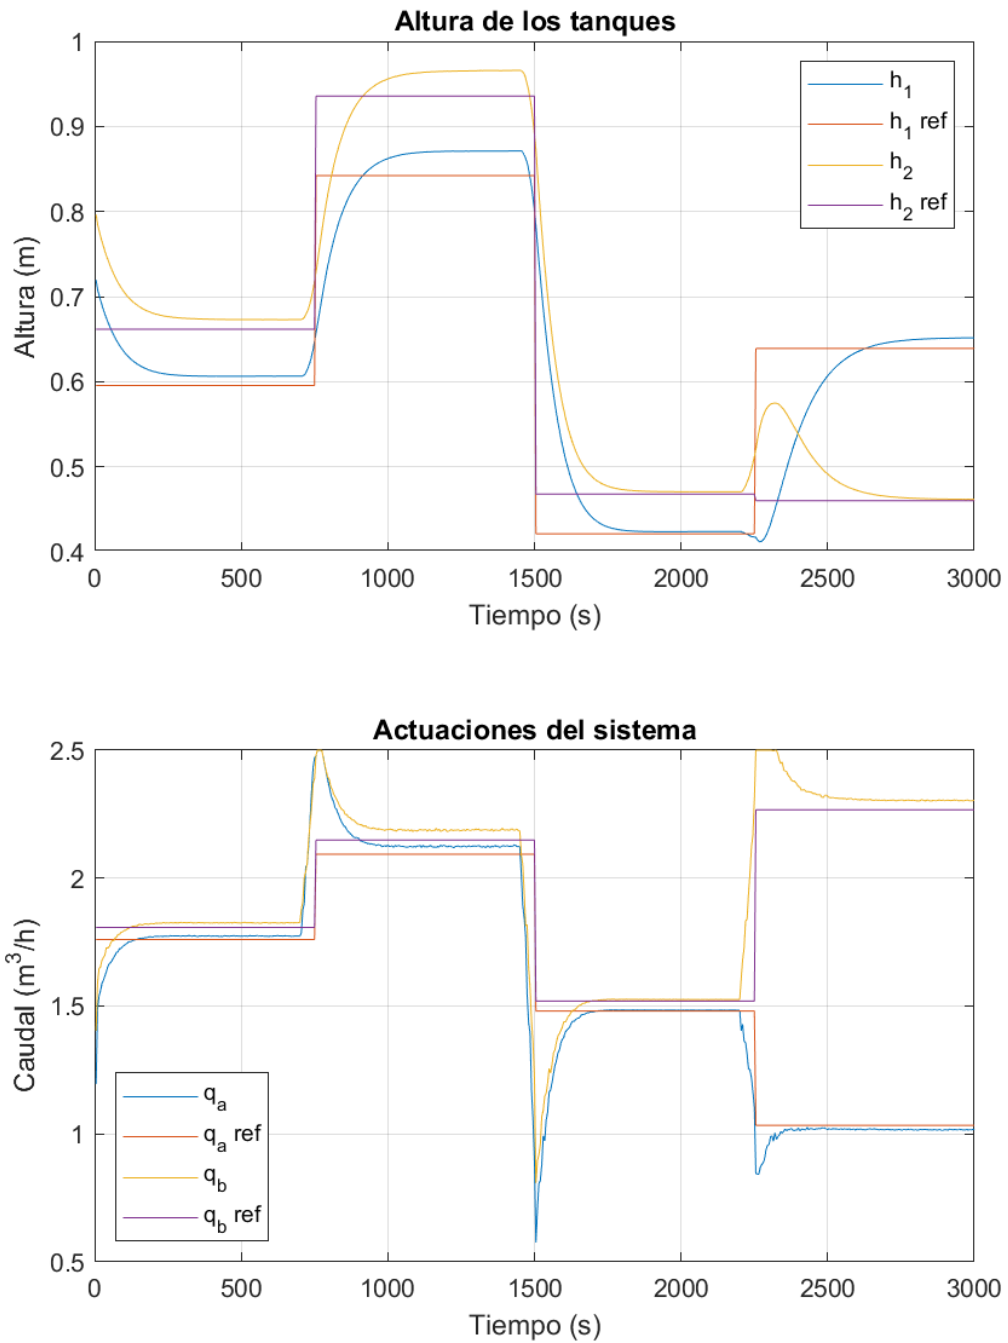 Altura de los tanques
1
0.9
0.8
0.7
0.6
0.5
0.4
Altura (m)
h1
h1 ref
h2
h2 ref
0 500 1000 1500 2000 2500 3000
Tiempo (s)
Actuaciones del sistema
2.5
2
1.5
1
0.5
Caudal (m³/h)
qa
qa ref
qb
qb ref
0 500 1000 1500 2000 2500 3000
Tiempo (s)